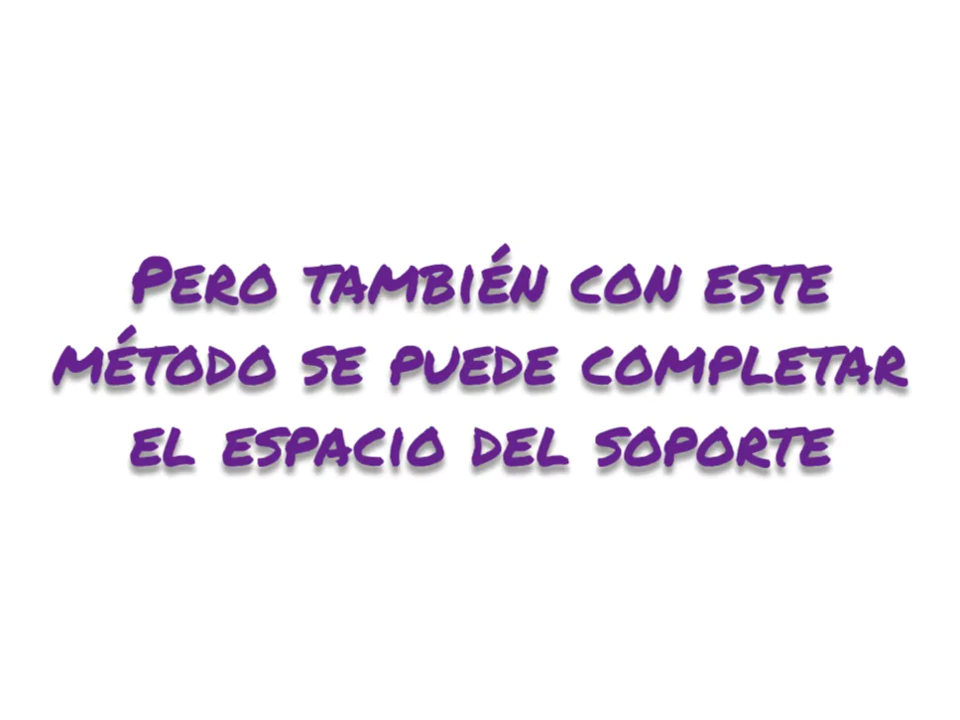 Pero también con este
método se puede completar
el espacio del soporte